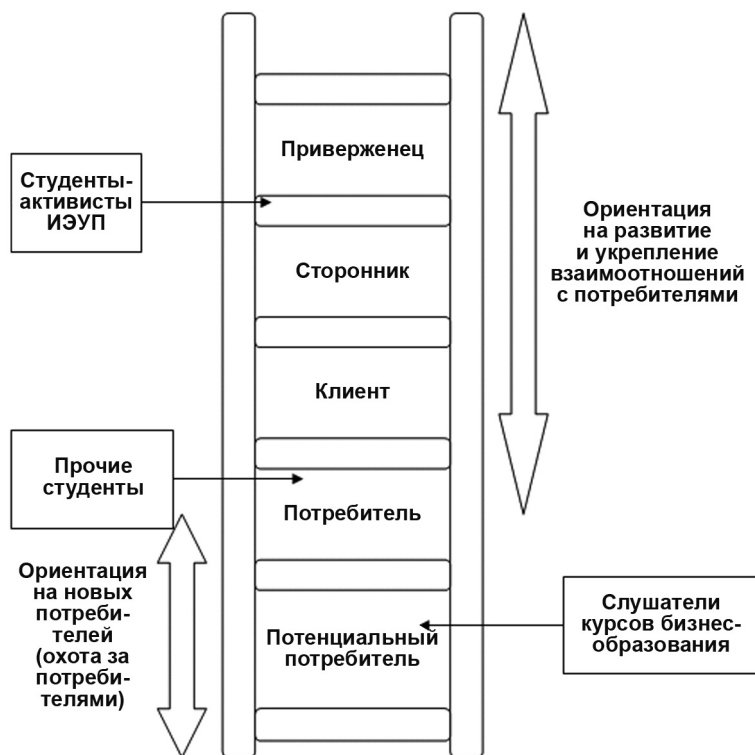 Приверженец
Студенты-
активисты
ИЭУП
Ориентация
на развитие
и укрепление
взаимоотношений
с потребителями
Сторонник
Клиент
Прочие
студенты
Потребитель
Ориентация
на новых
потреби-
телей
(охота за
потреби-
телями)
Потенциальный
потребитель
Слушатели
курсов бизнес-
образования